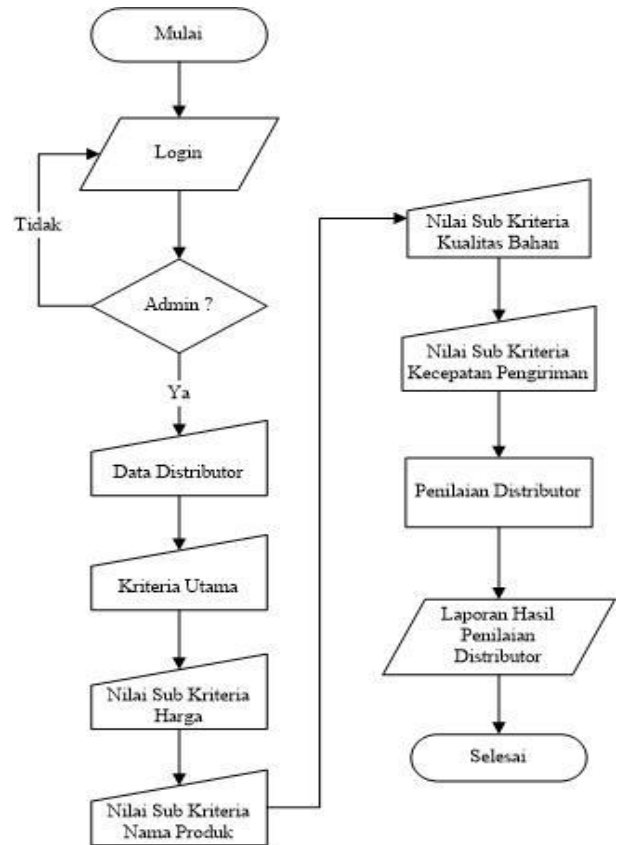 Mulai
Login
Tidak
Admin ?
Ya
Data Distributor
Kriteria Utama
Nilai Sub Kriteria
Harga
Nilai Sub Kriteria
Nama Produk
Nilai Sub Kriteria
Kualitas Bahan
Nilai Sub Kriteria
Kecepatan Pengiriman
Penilaian Distributor
Laporan Hasil
Penilaian
Distributor
Selesai